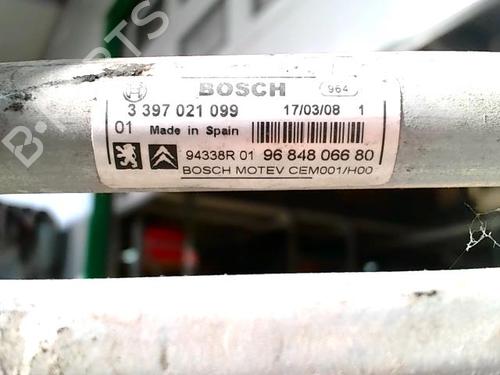 B-PARTS
BOSCH 964
3 397 021 099 17/03/08 1
01 Made in Spain
94338R 01 96 848 066 80
BOSCH MOTEV CEM001/H00